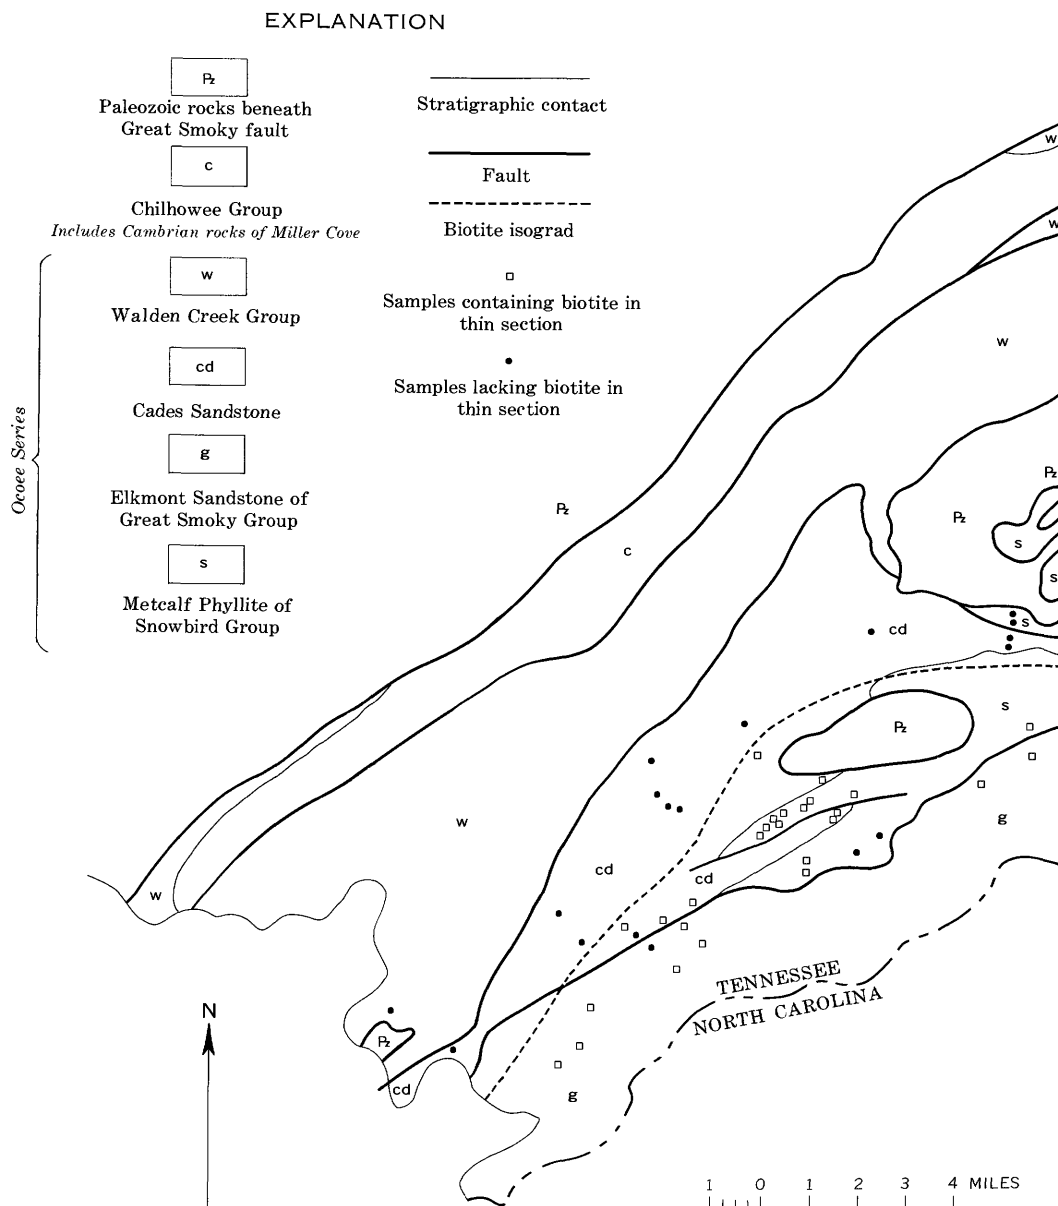 EXPLANATION
Pz
Paleozoic rocks beneath
Great Smoky fault
c
Chilhowee Group
Includes Cambrian rocks of Miller Cove
w
Walden Creek Group
cd
Cades Sandstone
g
Elkmont Sandstone of
Great Smoky Group
s
Metcalf Phyllite of
Snowbird Group
Ocoee Series
Stratigraphic contact
Fault
Biotite isograd
Samples containing biotite in
thin section
Samples lacking biotite in
thin section
w
w
w
Pz
Pz
Pz
s
c
s
s
cd
s
Pz
g
w
cd
cd
w
TENNESSEE
NORTH CAROLINA
N
Pz
cd
g
1 0 1 2 3 4 MILES